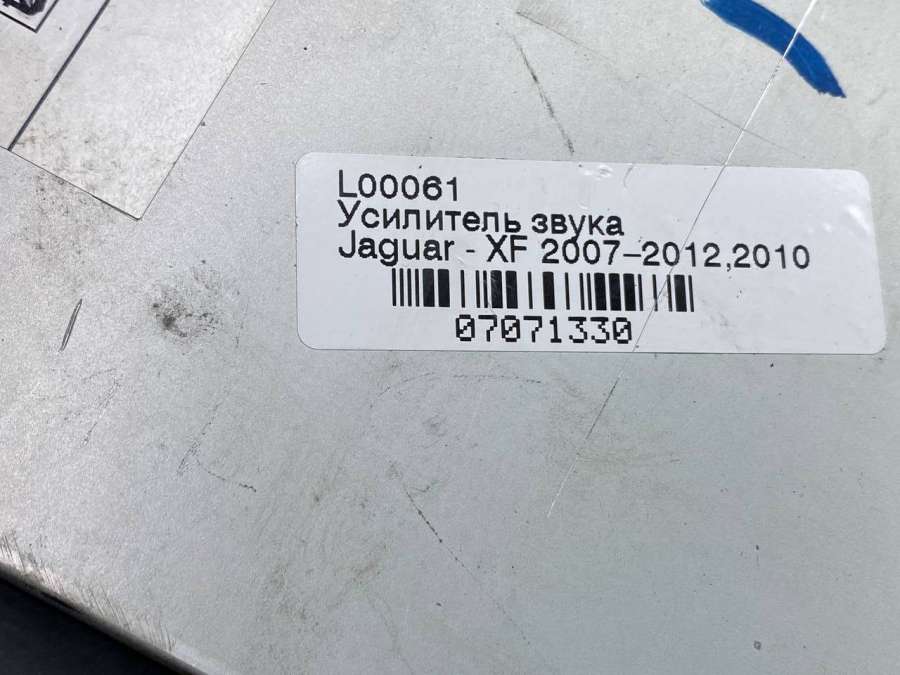 L00061
Усилитель звука
Jaguar - XF 2007-2012,2010
07071330